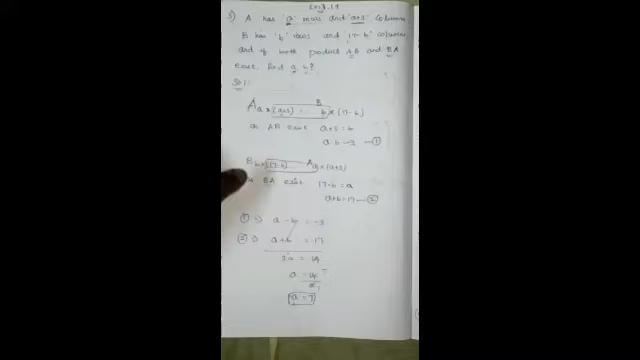 3) A has 'a' rows and 'a+3' columns
B has 'b' rows and '17-b' columns
and if both product AB and BA
exist, find a, b?
Sol:
A a × (a+3) B b × (17-b)
AB exist a+3 = b
a-b = -3 ①
B b × (17-b) A a × (a+3)
BA exist 17-b = a
a+b = 17 ②
① ⇒ a - b = -3
② ⇒ a + b = 17
2a = 14
a = 14/2
a = 7